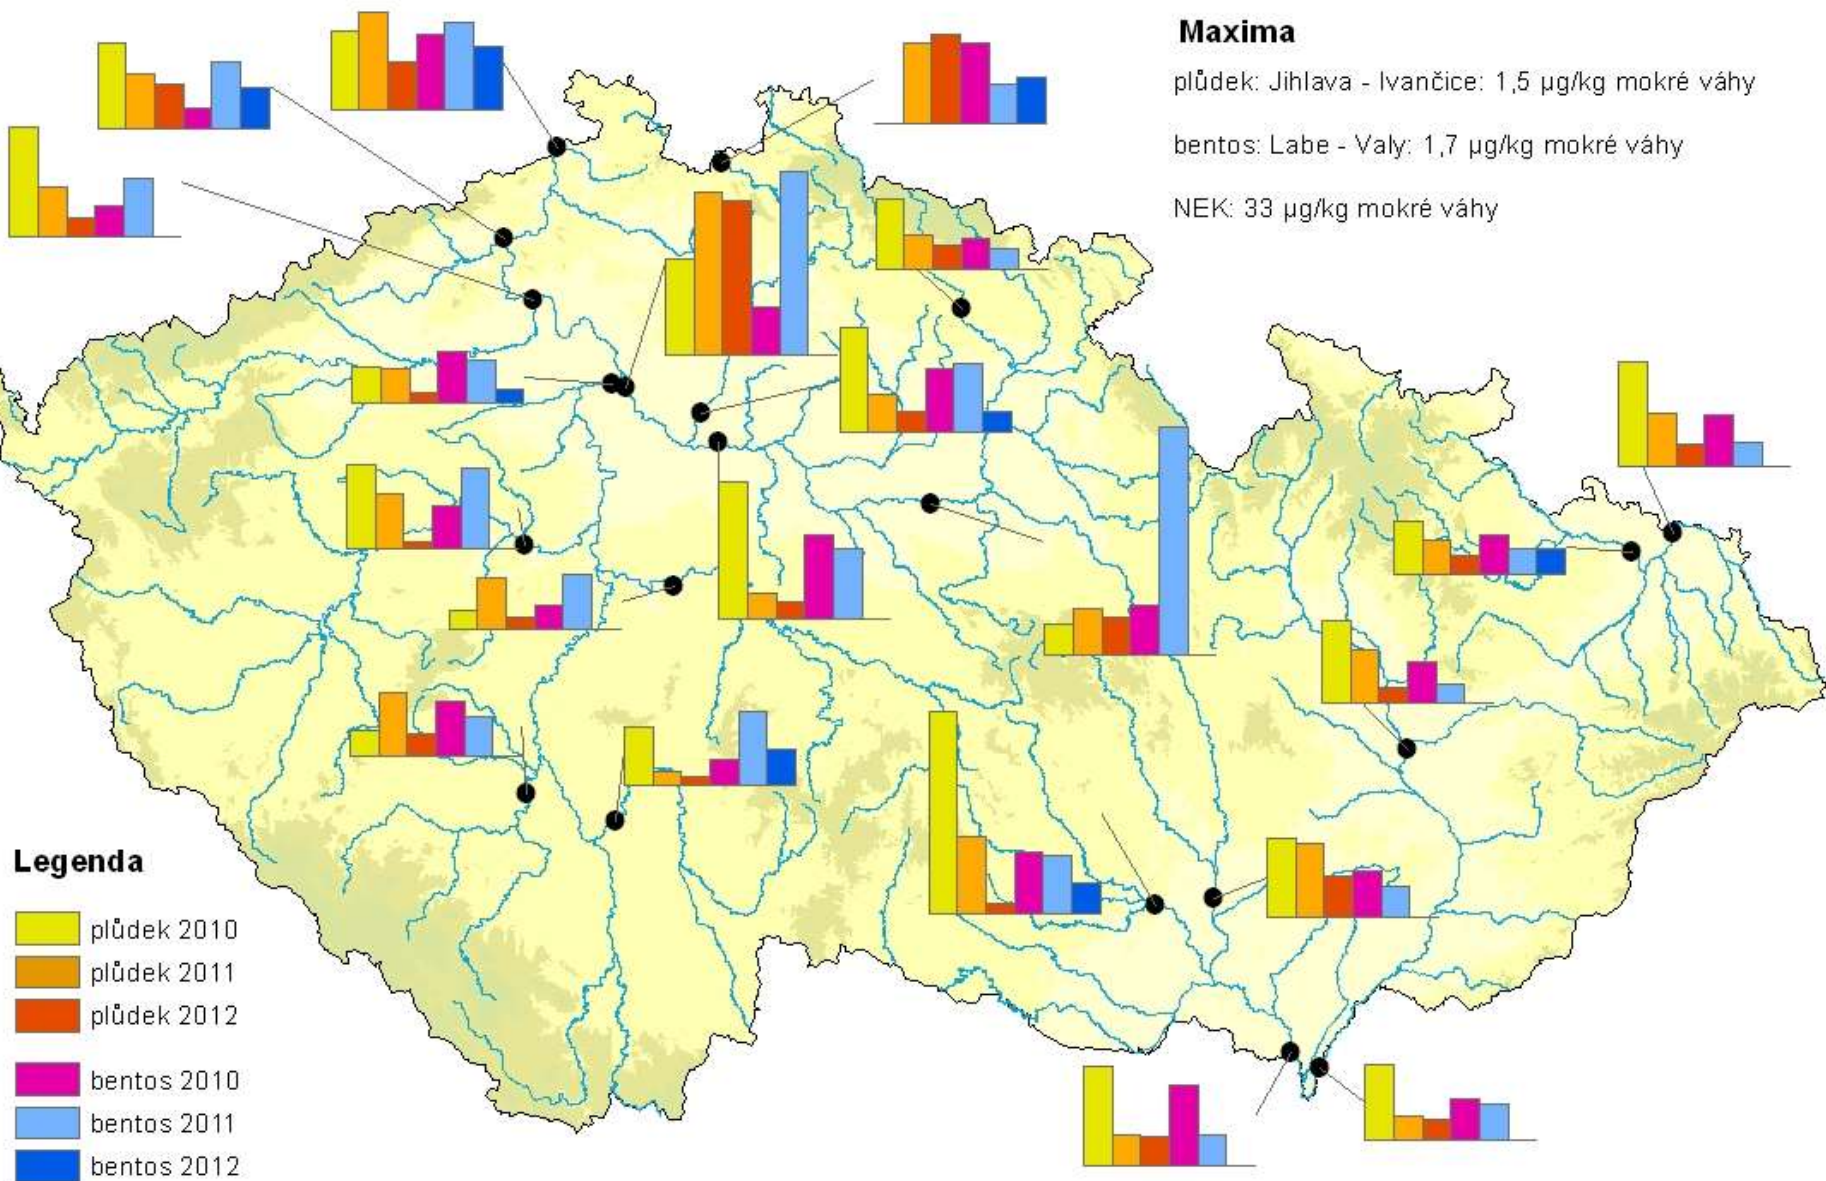 Maxima
plůdek: Jihlava - Ivančice: 1,5 µg/kg mokré váhy
bentos: Labe - Valy: 1,7 µg/kg mokré váhy
NEK: 33 µg/kg mokré váhy
Legenda
plůdek 2010
plůdek 2011
plůdek 2012
bentos 2010
bentos 2011
bentos 2012